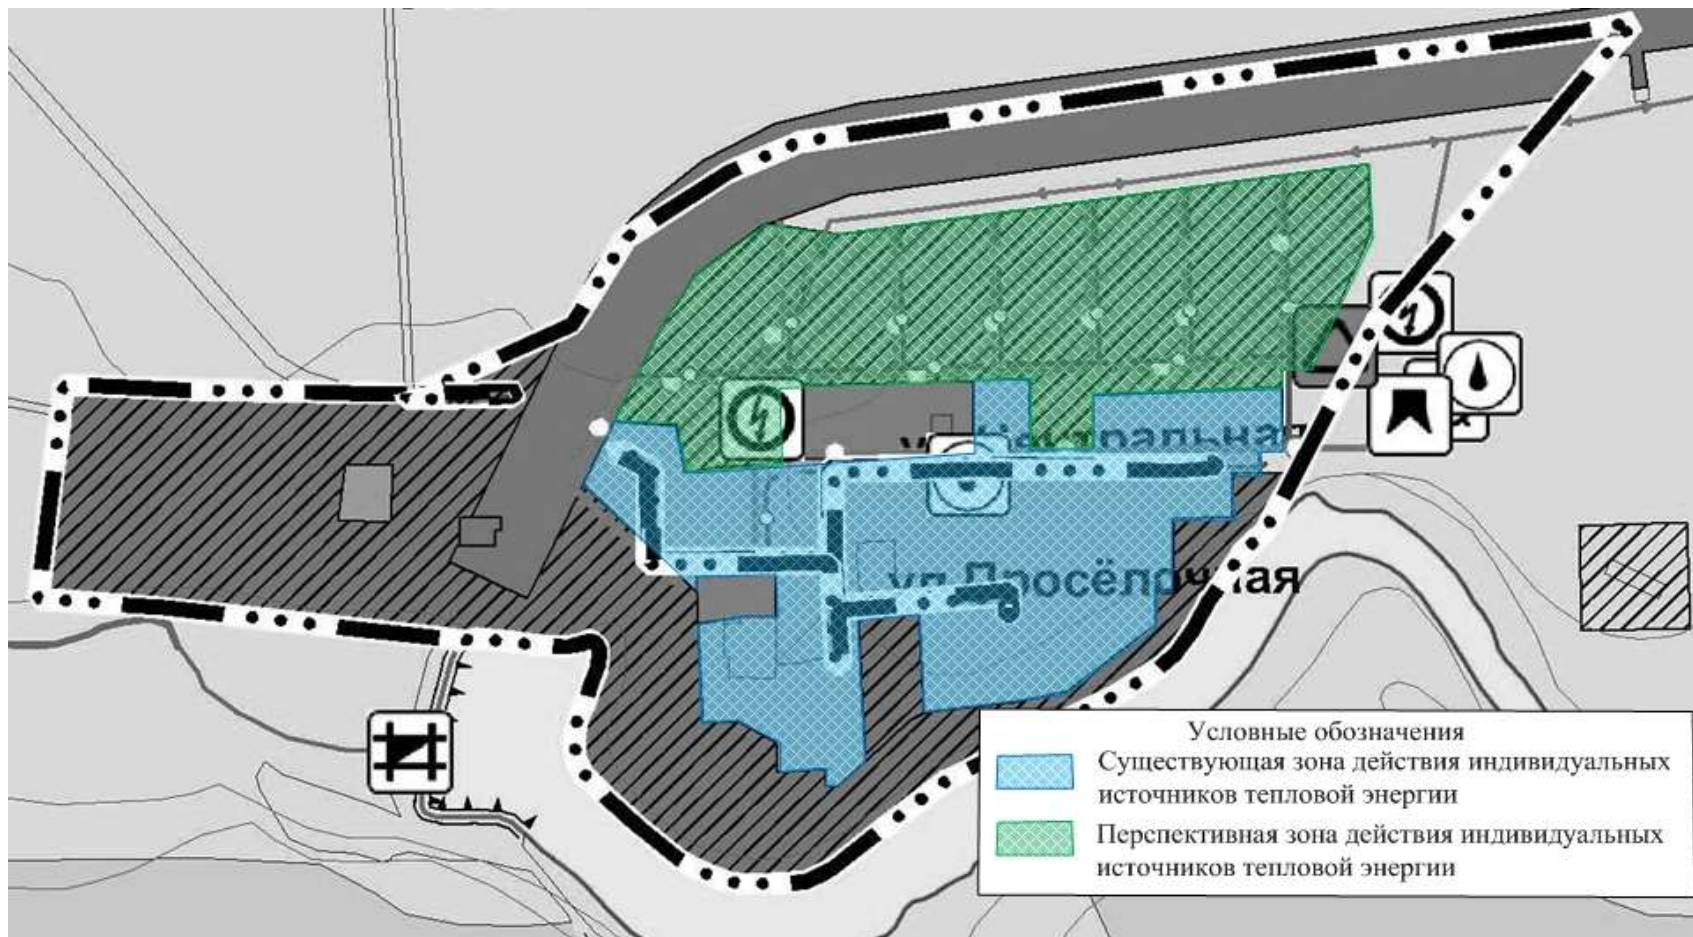 ул Центральная
ул Просёлочная
Условные обозначения
Существующая зона действия индивидуальных
источников тепловой энергии
Перспективная зона действия индивидуальных
источников тепловой энергии